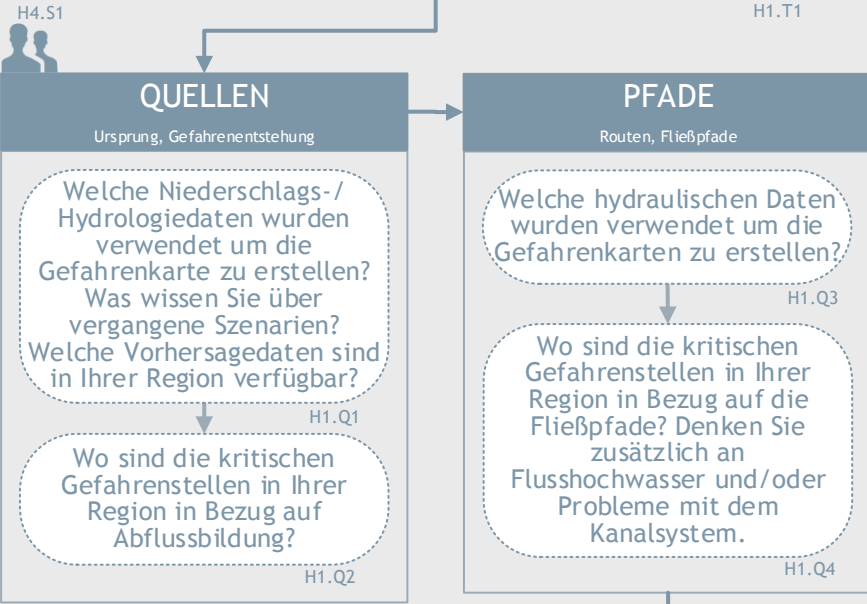 H4.S1
H1.T1
QUELLEN
Ursprung, Gefahrenentstehung
Welche Niederschlags-/
Hydrologiedaten wurden
verwendet um die
Gefahrenkarte zu erstellen?
Was wissen Sie über
vergangene Szenarien?
Welche Vorhersagedaten sind
in Ihrer Region verfügbar?
H1.Q1
Wo sind die kritischen
Gefahrenstellen in Ihrer
Region in Bezug auf
Abflussbildung?
H1.Q2
PFADE
Routen, Fließpfade
Welche hydraulischen Daten
wurden verwendet um die
Gefahrenkarten zu erstellen?
H1.Q3
Wo sind die kritischen
Gefahrenstellen in Ihrer
Region in Bezug auf die
Fließpfade? Denken Sie
zusätzlich an
Flusshochwasser und/oder
Probleme mit dem
Kanalsystem.
H1.Q4